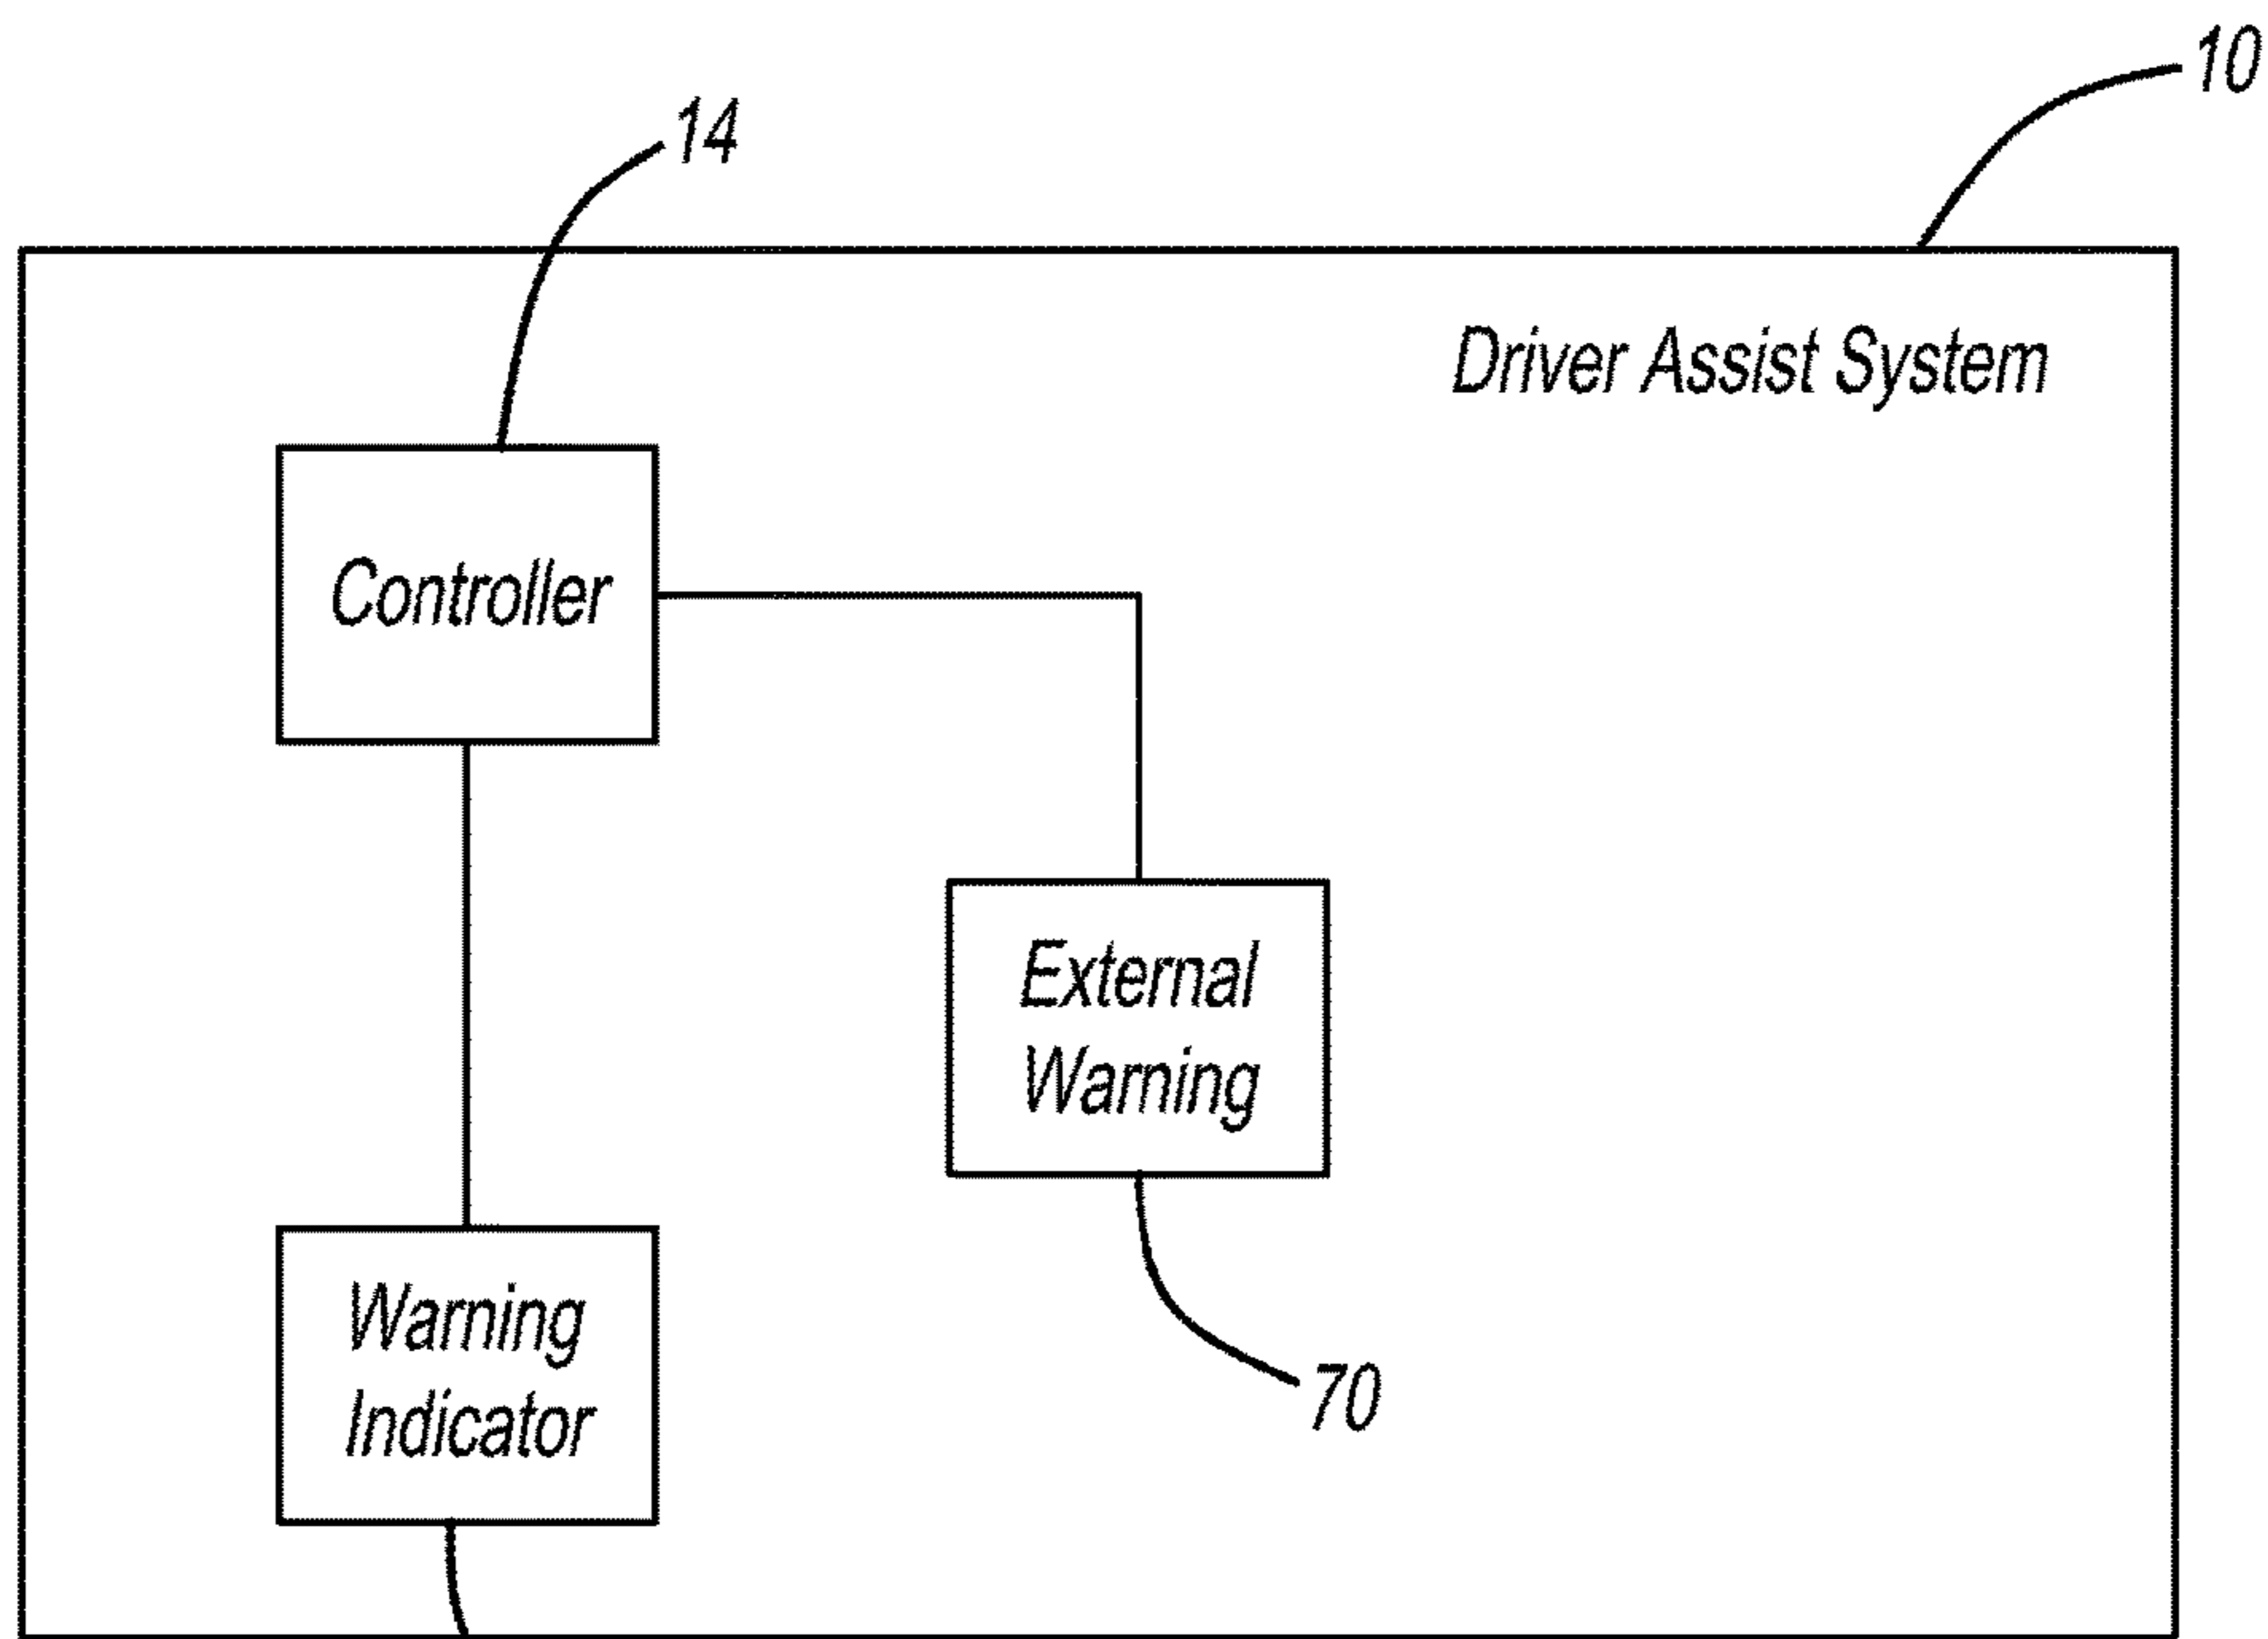 10
14
Driver Assist System
Controller
External
Warning
Warning
Indicator
70